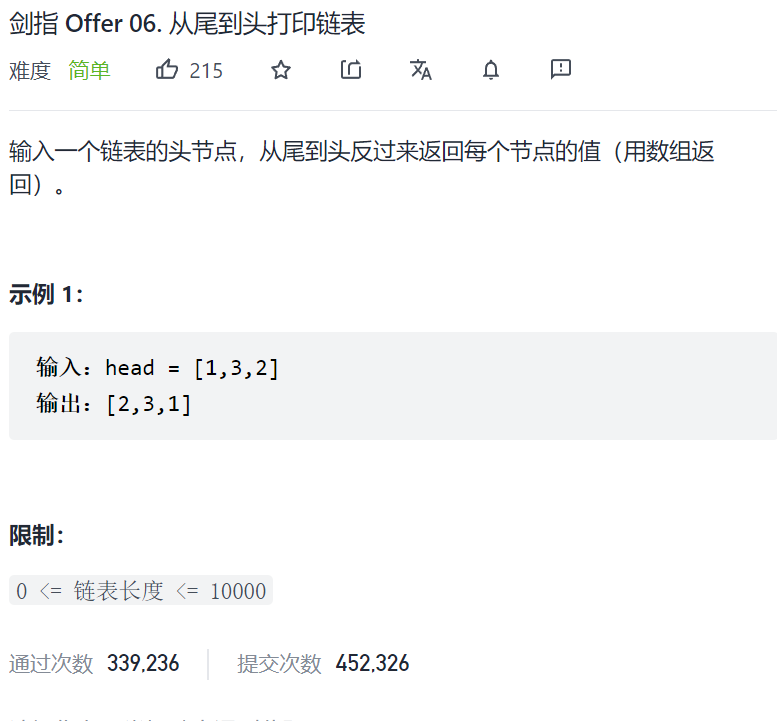 剑指 Offer 06. 从尾到头打印链表
难度 简单 215
输入一个链表的头节点，从尾到头反过来返回每个节点的值（用数组返
回）。
示例 1：
输入：head = [1,3,2]
输出：[2,3,1]
限制：
0 <= 链表长度 <= 10000
通过次数 339,236 提交次数 452,326